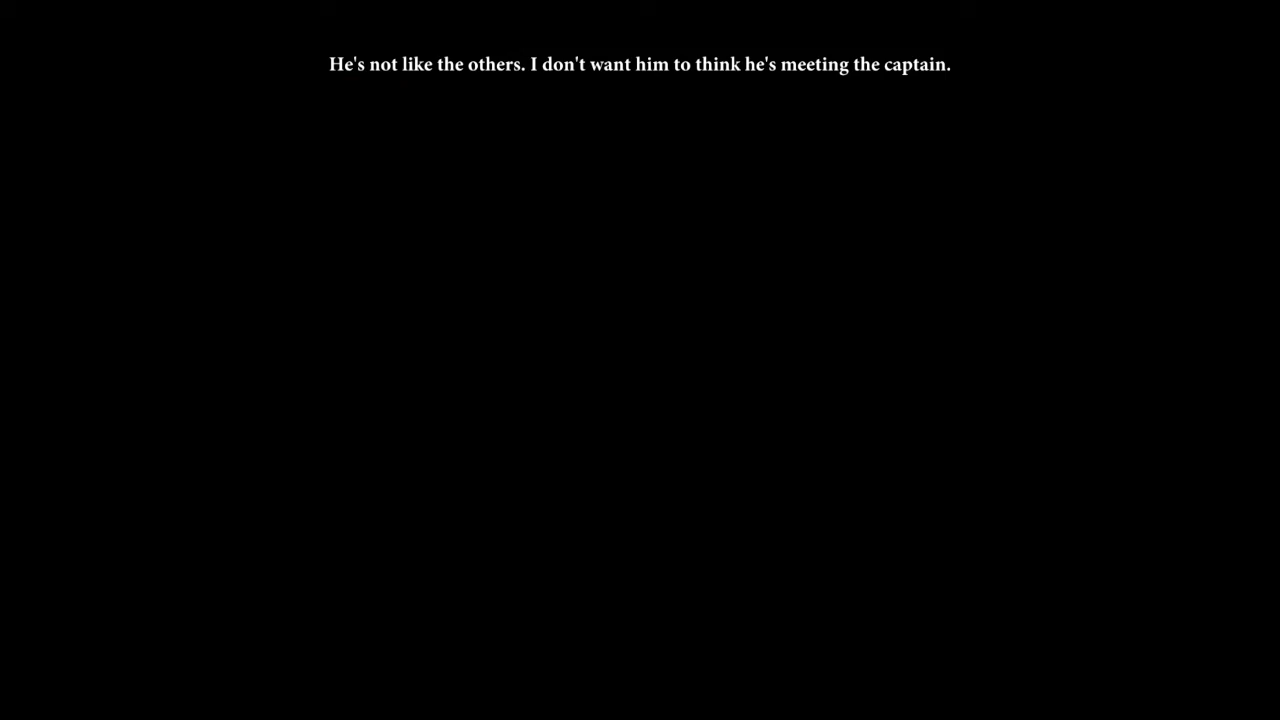 He's not like the others. I don't want him to think he's meeting the captain.